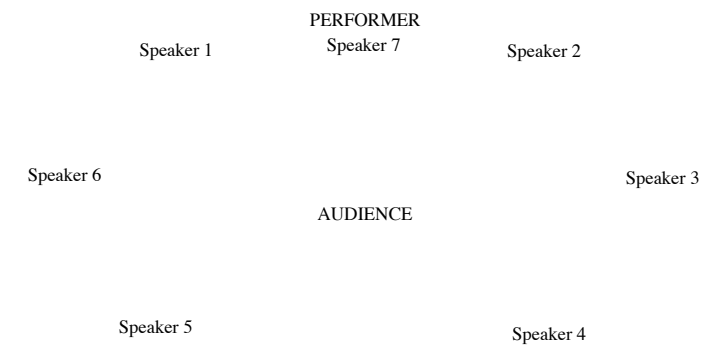 PERFORMER
Speaker 1
Speaker 7
Speaker 2
Speaker 6
Speaker 3
AUDIENCE
Speaker 5
Speaker 4